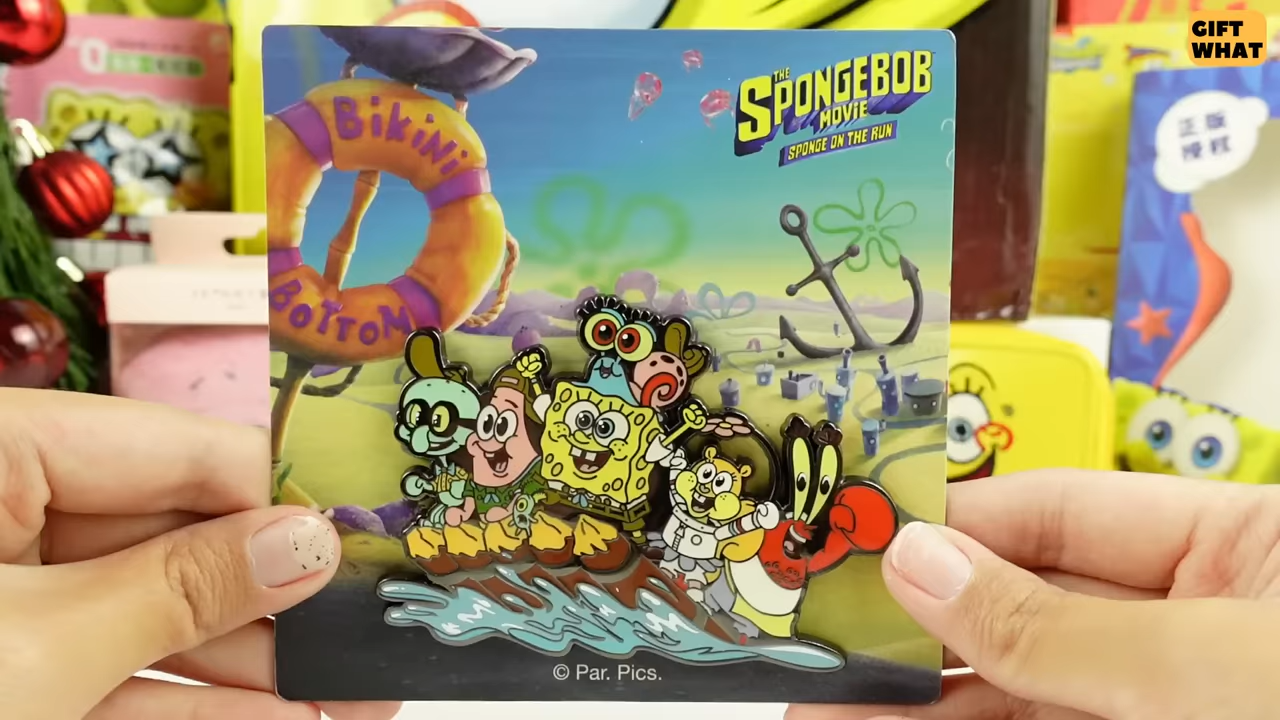 GIFT
WHAT
THE
SPONGEBOB
MOVIE
SPONGE ON THE RUN
BiKiNi
BOTTOM
正版
授权
© Par. Pics.